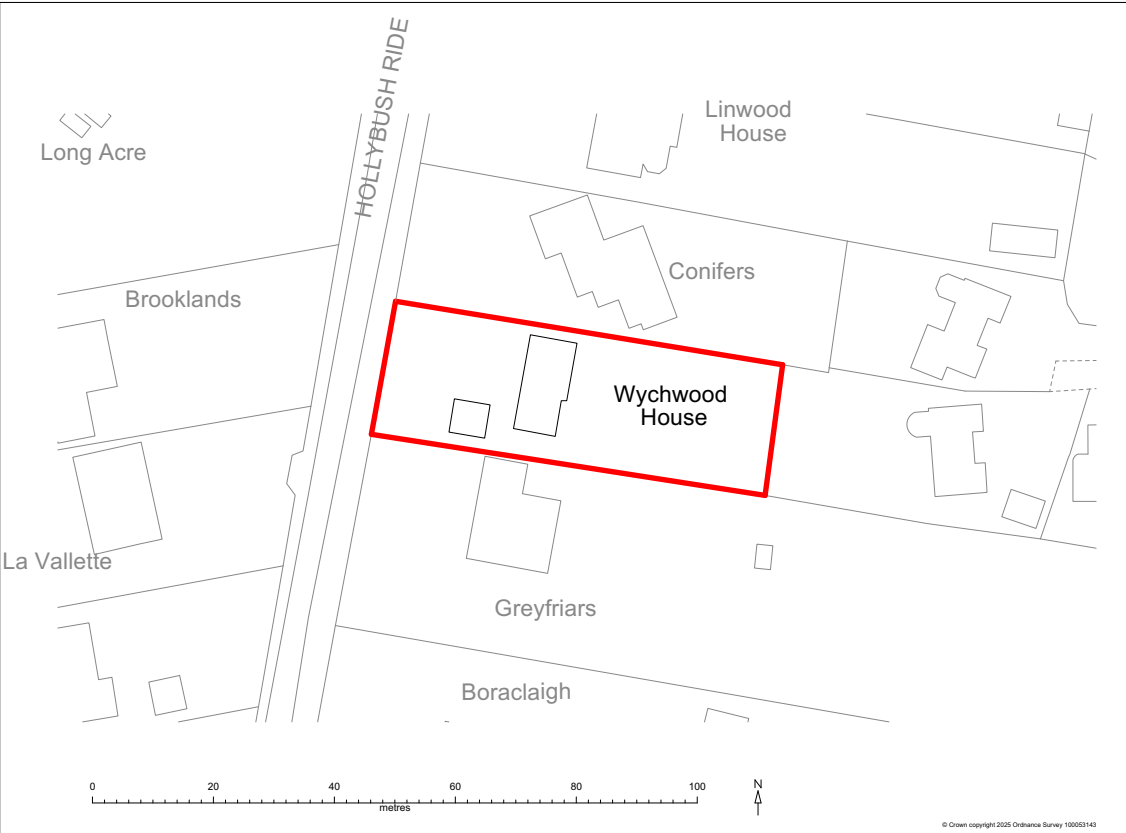 HOLLYBUSH RIDE
Linwood
House
Long Acre
Conifers
Brooklands
Wychwood
House
La Vallette
Greyfriars
Boraclaigh
0 20 40 60 80 100
metres
N
© Crown copyright 2025 Ordnance Survey 100053143